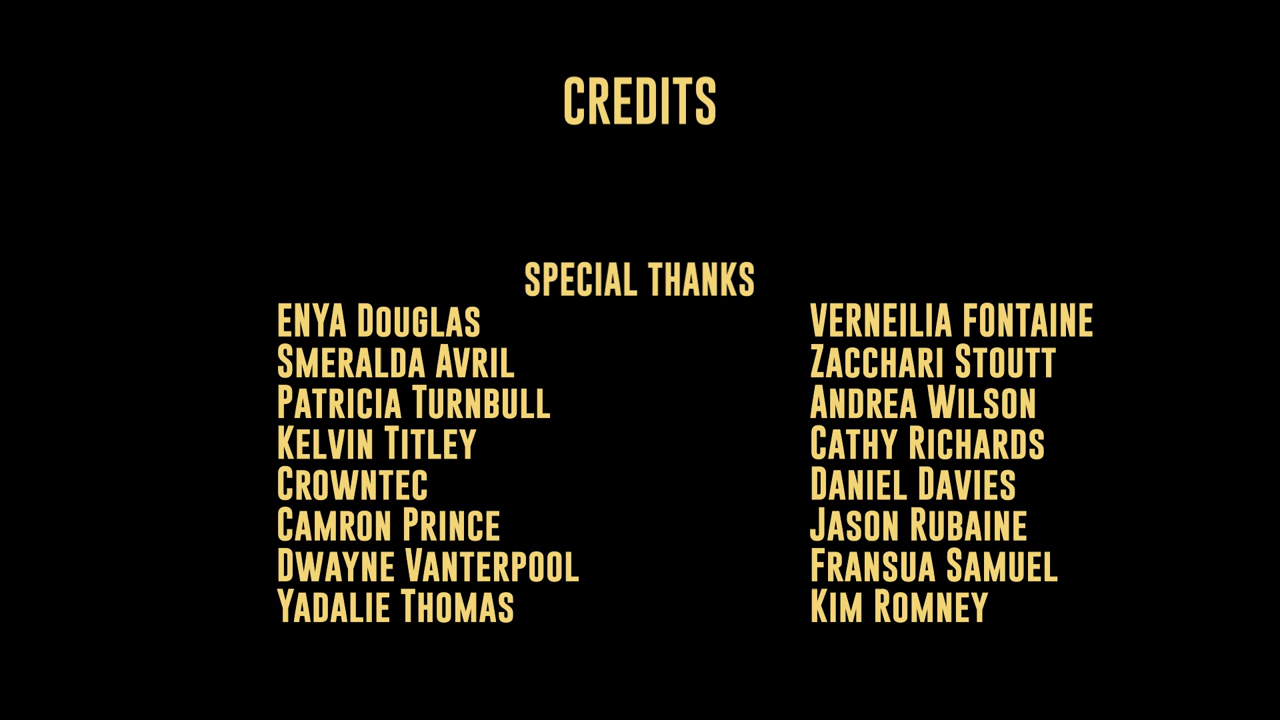 CREDITS
SPECIAL THANKS
ENYA Douglas
Smeralda Avril
Patricia Turnbull
Kelvin Titley
Crowntec
Camron Prince
Dwayne Vanterpool
Yadalie Thomas
VERNEILIA FONTAINE
Zacchari Stoutt
Andrea Wilson
Cathy Richards
Daniel Davies
Jason Rubaine
Fransua Samuel
Kim Romney